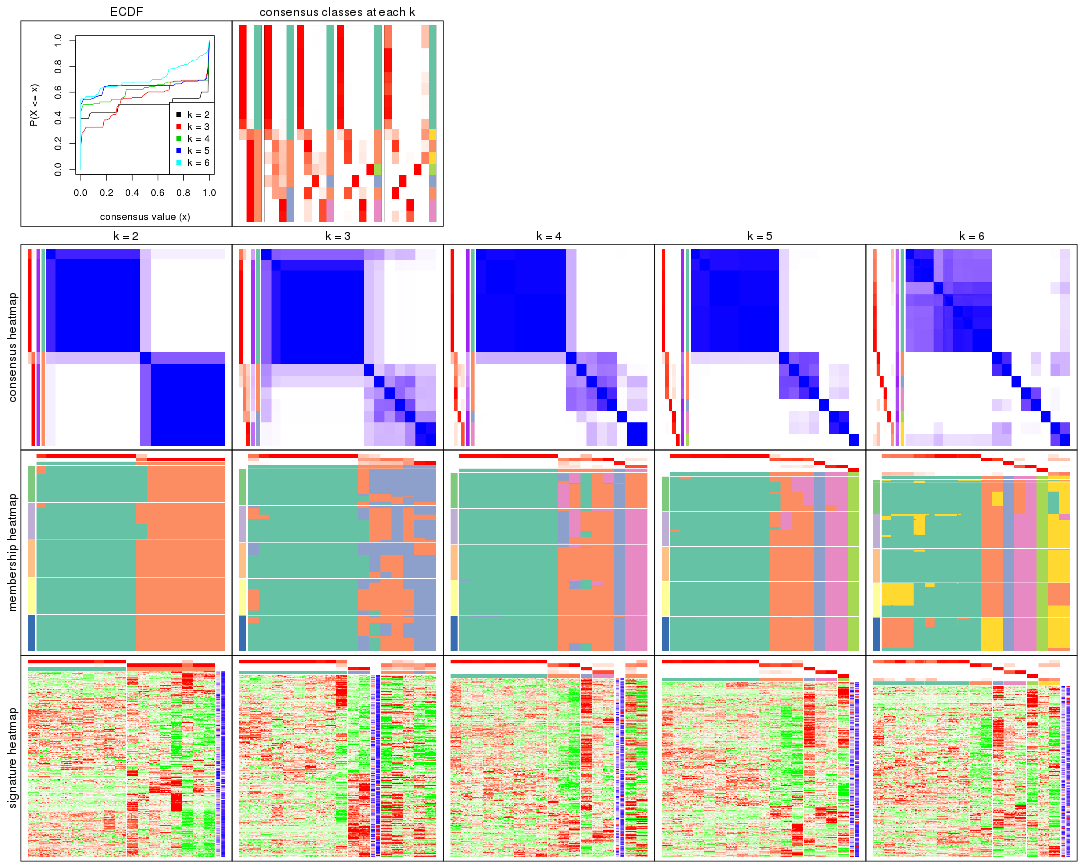 ECDF
consensus classes at each k
P(X <= x)
0.0
0.2
0.4
0.6
0.8
1.0
k = 2
k = 3
k = 4
k = 5
k = 6
0.0 0.2 0.4 0.6 0.8 1.0
consensus value (x)
k = 2
k = 3
k = 4
k = 5
k = 6
consensus heatmap
membership heatmap
signature heatmap